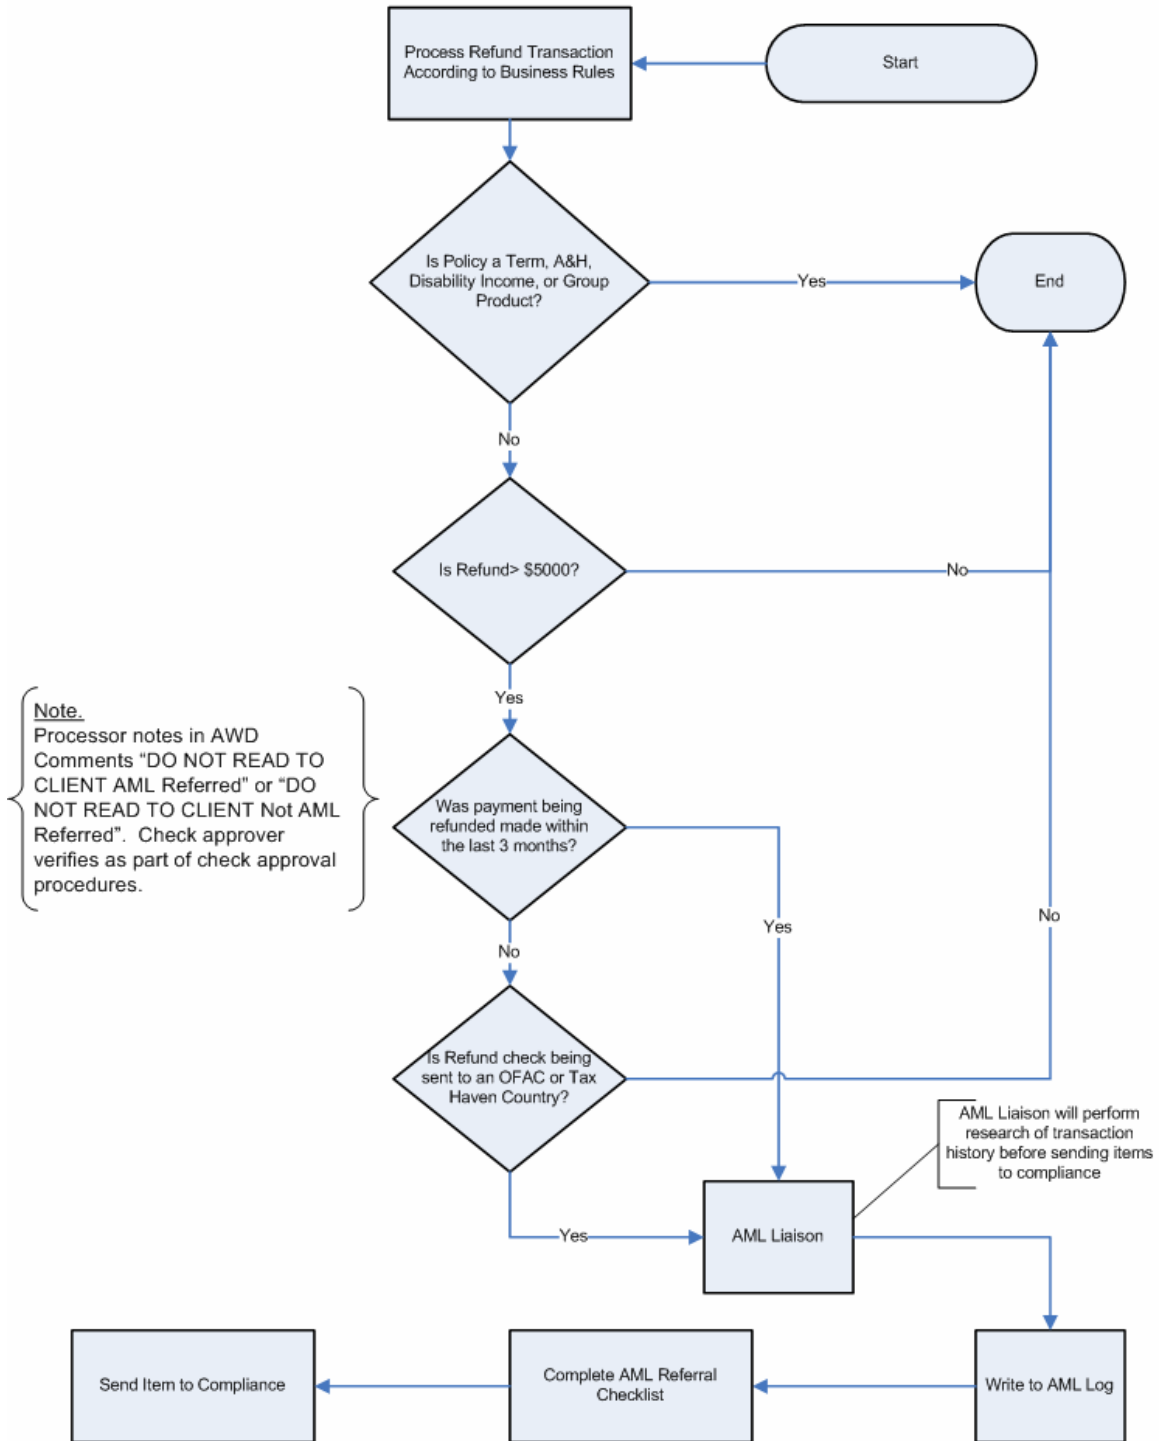 Process Refund Transaction
According to Business Rules
Start
Is Policy a Term, A&H,
Disability Income, or Group
Product?
Yes
End
No
Is Refund> $5000?
No
Yes
Note.
Processor notes in AWD
Comments “DO NOT READ TO
CLIENT AML Referred” or “DO
NOT READ TO CLIENT Not AML
Referred”.  Check approver
verifies as part of check approval
procedures.
Was payment being
refunded made within
the last 3 months?
Yes
No
No
Is Refund check being
sent to an OFAC or Tax
Haven Country?
AML Liaison will perform
research of transaction
history before sending items
to compliance
Yes
AML Liaison
Send Item to Compliance
Complete AML Referral
Checklist
Write to AML Log